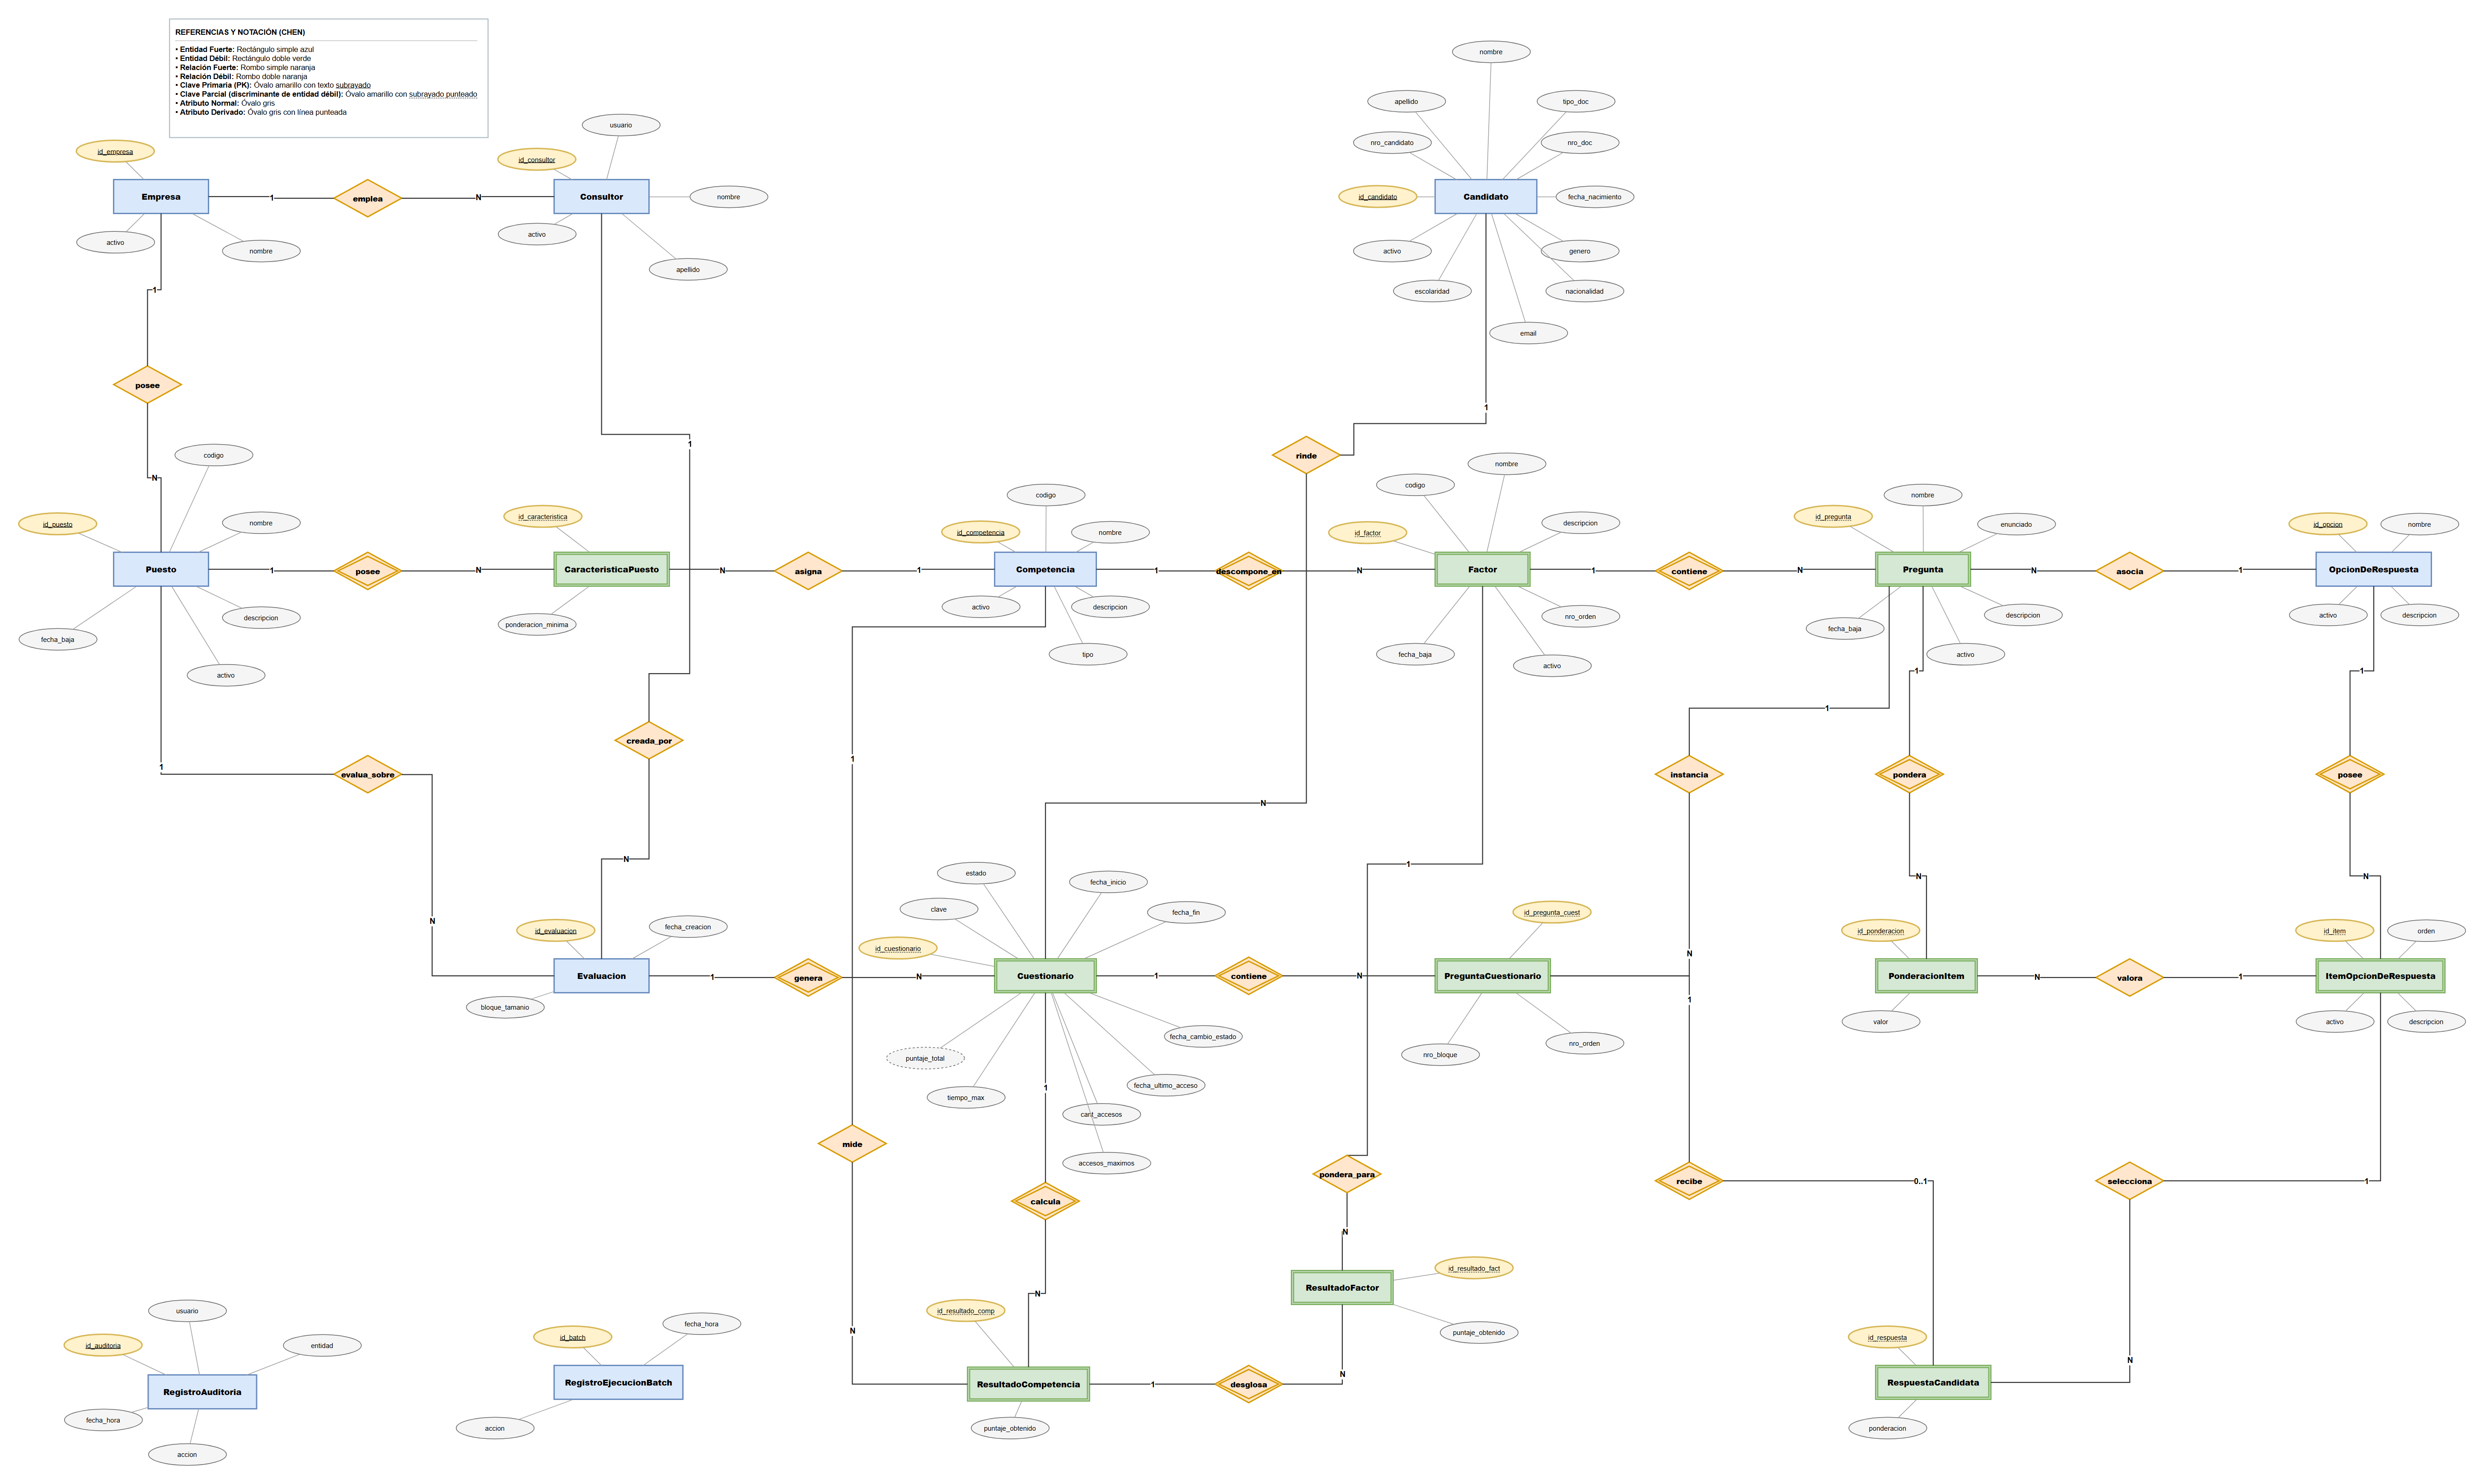 REFERENCIAS Y NOTACIÓN (CHEN)
• Entidad Fuerte: Rectángulo simple azul
• Entidad Débil: Rectángulo doble verde
• Relación Fuerte: Rombo simple naranja
• Relación Débil: Rombo doble naranja
• Clave Primaria (PK): Óvalo amarillo con texto subrayado
• Clave Parcial (discriminante de entidad débil): Óvalo amarillo con subrayado punteado
• Atributo Normal: Óvalo gris
• Atributo Derivado: Óvalo gris con línea punteada
id_empresa
Empresa
activo
nombre
1
emplea
N
usuario
id_consultor
Consultor
nombre
activo
apellido
nombre
apellido
tipo_doc
nro_candidato
nro_doc
id_candidato
Candidato
fecha_nacimiento
activo
genero
escolaridad
nacionalidad
email
1
posee
N
1
1
rinde
N
codigo
id_puesto
nombre
Puesto
descripcion
fecha_baja
activo
1
posee
N
id_caracteristica
CaracteristicaPuesto
ponderacion_minima
N
asigna
1
codigo
id_competencia
nombre
Competencia
activo
descripcion
tipo
1
descompone_en
N
codigo
nombre
id_factor
descripcion
Factor
nro_orden
fecha_baja
activo
1
contiene
N
id_pregunta
nombre
enunciado
Pregunta
fecha_baja
descripcion
activo
N
asocia
1
id_opcion
nombre
OpcionDeRespuesta
activo
descripcion
1
evalua_sobre
N
creada_por
N
1
1
instancia
N
1
pondera
N
1
posee
N
id_evaluacion
fecha_creacion
Evaluacion
bloque_tamanio
1
genera
N
estado
fecha_inicio
clave
fecha_fin
id_cuestionario
Cuestionario
puntaje_total
fecha_cambio_estado
tiempo_max
fecha_ultimo_acceso
cant_accesos
accesos_maximos
1
contiene
N
1
id_pregunta_cuest
PreguntaCuestionario
nro_bloque
nro_orden
id_ponderacion
PonderacionItem
valor
N
valora
1
id_item
orden
ItemOpcionDeRespuesta
activo
descripcion
mide
N
1
calcula
N
pondera_para
N
1
recibe
0..1
selecciona
1
N
id_resultado_comp
ResultadoCompetencia
puntaje_obtenido
1
desglosa
N
ResultadoFactor
id_resultado_fact
puntaje_obtenido
id_respuesta
RespuestaCandidata
ponderacion
usuario
id_auditoria
entidad
RegistroAuditoria
fecha_hora
accion
id_batch
fecha_hora
RegistroEjecucionBatch
accion